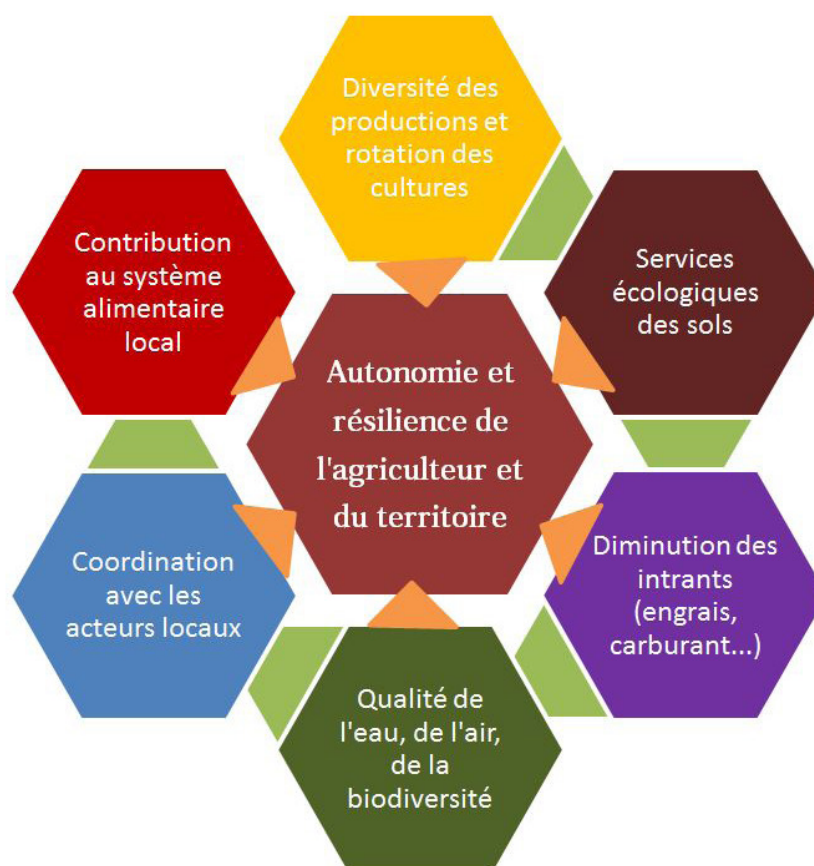 Diversité des
productions et
rotation des
cultures
Contribution
au système
alimentaire
local
Services
écologiques
des sols
Autonomie et
résilience de
l'agriculteur et
du territoire
Coordination
avec les
acteurs locaux
Diminution des
intrants
(engrais,
carburant...)
Qualité de
l'eau, de l'air,
de la
biodiversité